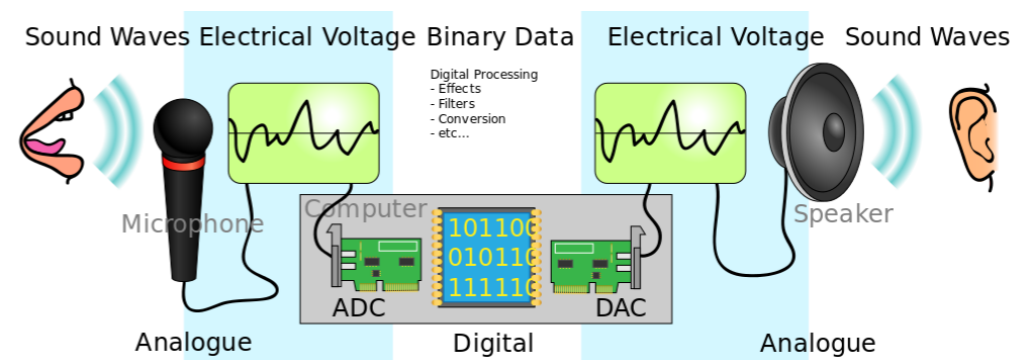 Sound Waves
Electrical Voltage
Binary Data
Electrical Voltage
Sound Waves
Digital Processing
- Effects
- Filters
- Conversion
- etc...
Microphone
Computer
Speaker
101100
010110
111110
ADC
DAC
Analogue
Digital
Analogue